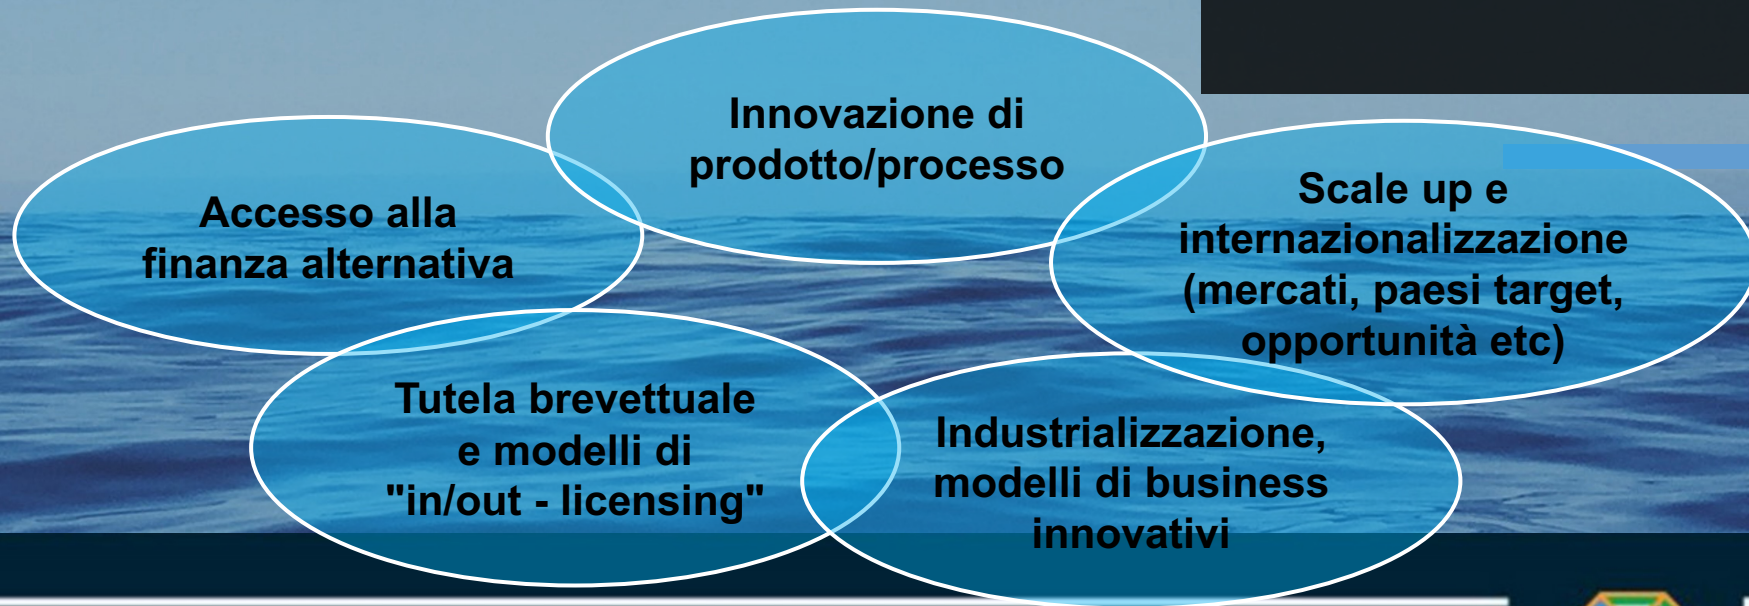 Innovazione di
prodotto/processo
Accesso alla
finanza alternativa
Scale up e
internazionalizzazione
(mercati, paesi target,
opportunità etc)
Tutela brevettuale
e modelli di
"in/out - licensing"
Industrializzazione,
modelli di business
innovativi